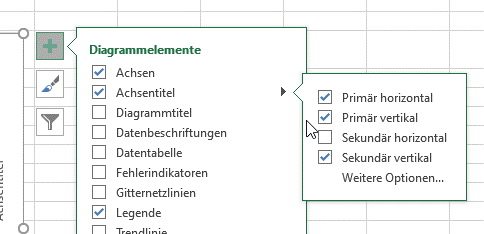 Diagrammelemente
Achsen
Achsentitel
Diagrammtitel
Datenbeschriftungen
Datentabelle
Fehlerindikatoren
Gitternetzlinien
Legende
Trendlinie
Primär horizontal
Primär vertikal
Sekundär horizontal
Sekundär vertikal
Weitere Optionen...
Achsentitel